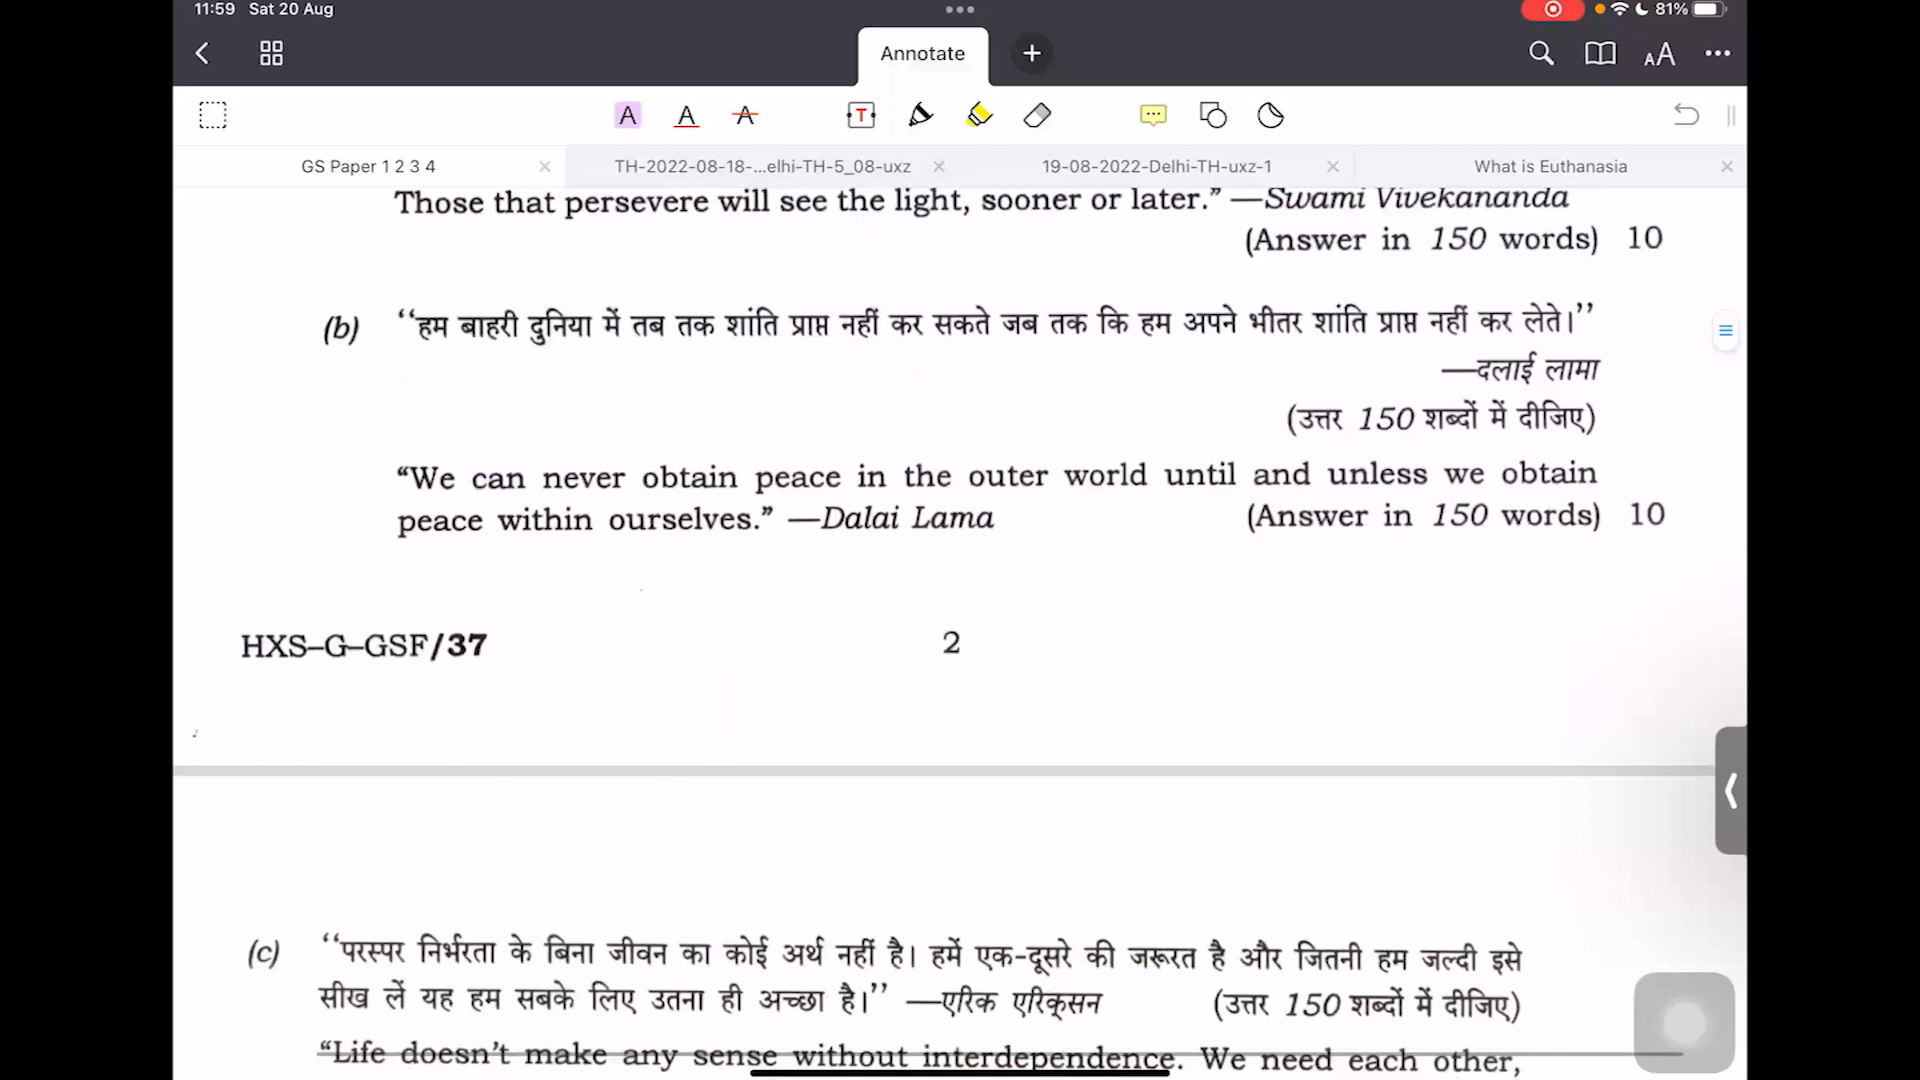 11:59 Sat 20 Aug
81%
Annotate
GS Paper 1 2 3 4
TH-2022-08-18-...elhi-TH-5_08-uxz
19-08-2022-Delhi-TH-uxz-1
What is Euthanasia
Those that persevere will see the light, sooner or later.” —Swami Vivekananda
(Answer in 150 words) 10
(b) ‘‘हम बाहरी दुनिया में तब तक शांति प्राप्त नहीं कर सकते जब तक कि हम अपने भीतर शांति प्राप्त नहीं कर लेते।’’
—दलाई लामा
(उत्तर 150 शब्दों में दीजिए)
“We can never obtain peace in the outer world until and unless we obtain
peace within ourselves.” —Dalai Lama (Answer in 150 words) 10
HXS–G–GSF/37 2
(c) ‘‘परस्पर निर्भरता के बिना जीवन का कोई अर्थ नहीं है। हमें एक-दूसरे की जरूरत है और जितनी हम जल्दी इसे
सीख लें यह हम सबके लिए उतना ही अच्छा है।’’ —एरिक एरिक्सन (उत्तर 150 शब्दों में दीजिए)
“Life doesn’t make any sense without interdependence. We need each other,